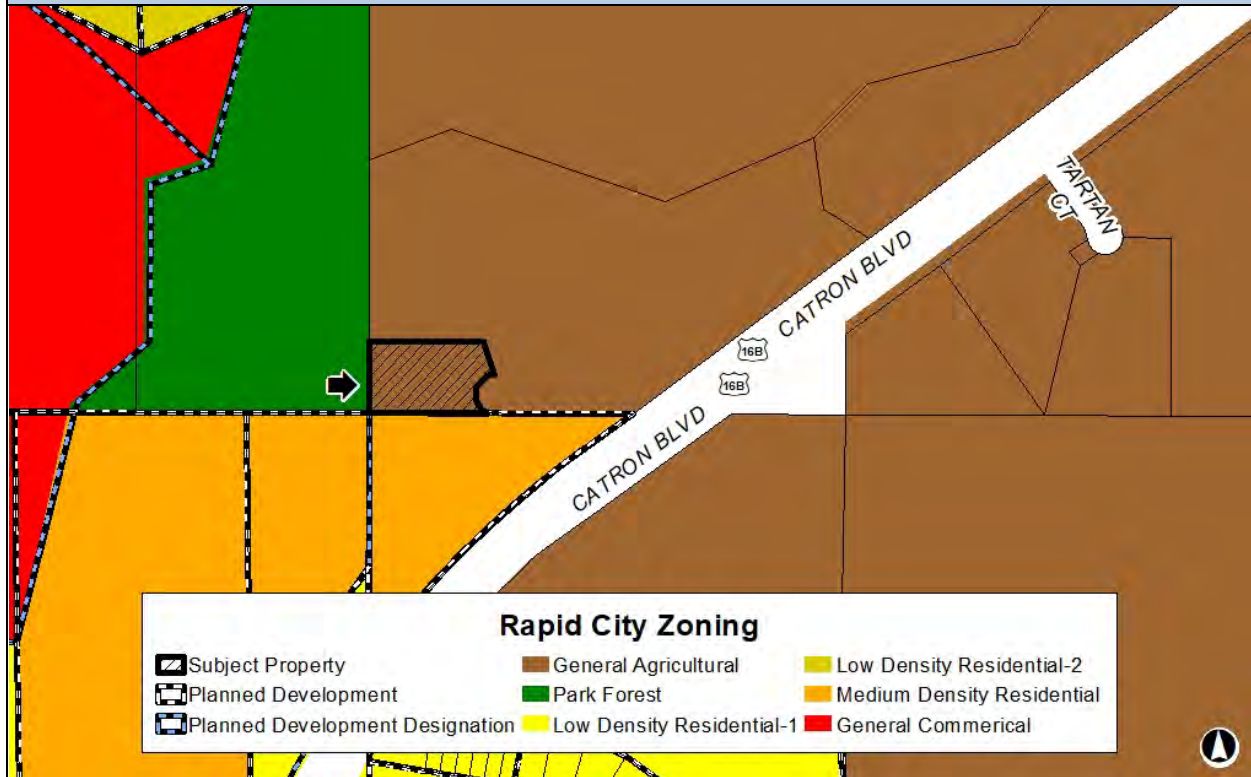 TARTAN
CT
CATRON BLVD
16B
16B
CATRON BLVD
Rapid City Zoning
Subject Property
Planned Development
Planned Development Designation
General Agricultural
Park Forest
Low Density Residential-1
Low Density Residential-2
Medium Density Residential
General Commerical